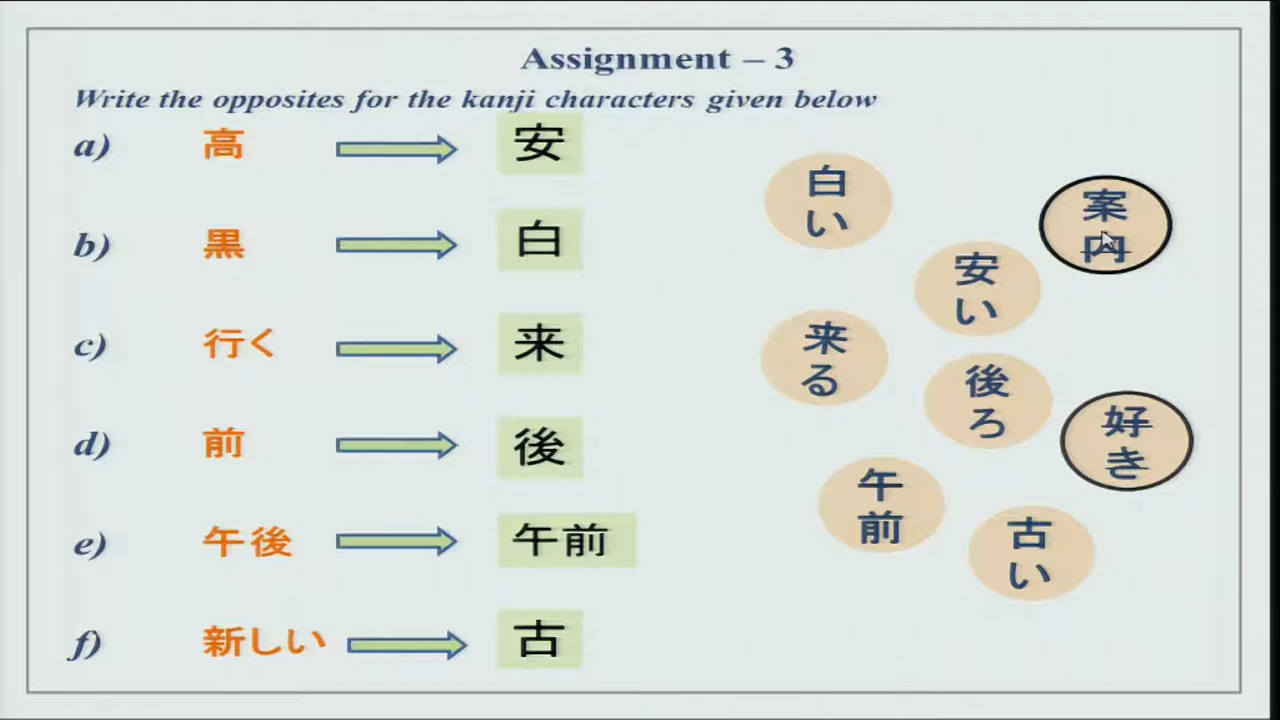 Assignment – 3
Write the opposites for the kanji characters given below
a) 高 安
b) 黒 白
c) 行く 来
d) 前 後
e) 午後 午前
f) 新しい 古
白
い
案
内
安
い
来
る
後
ろ
好
き
午
前
古
い